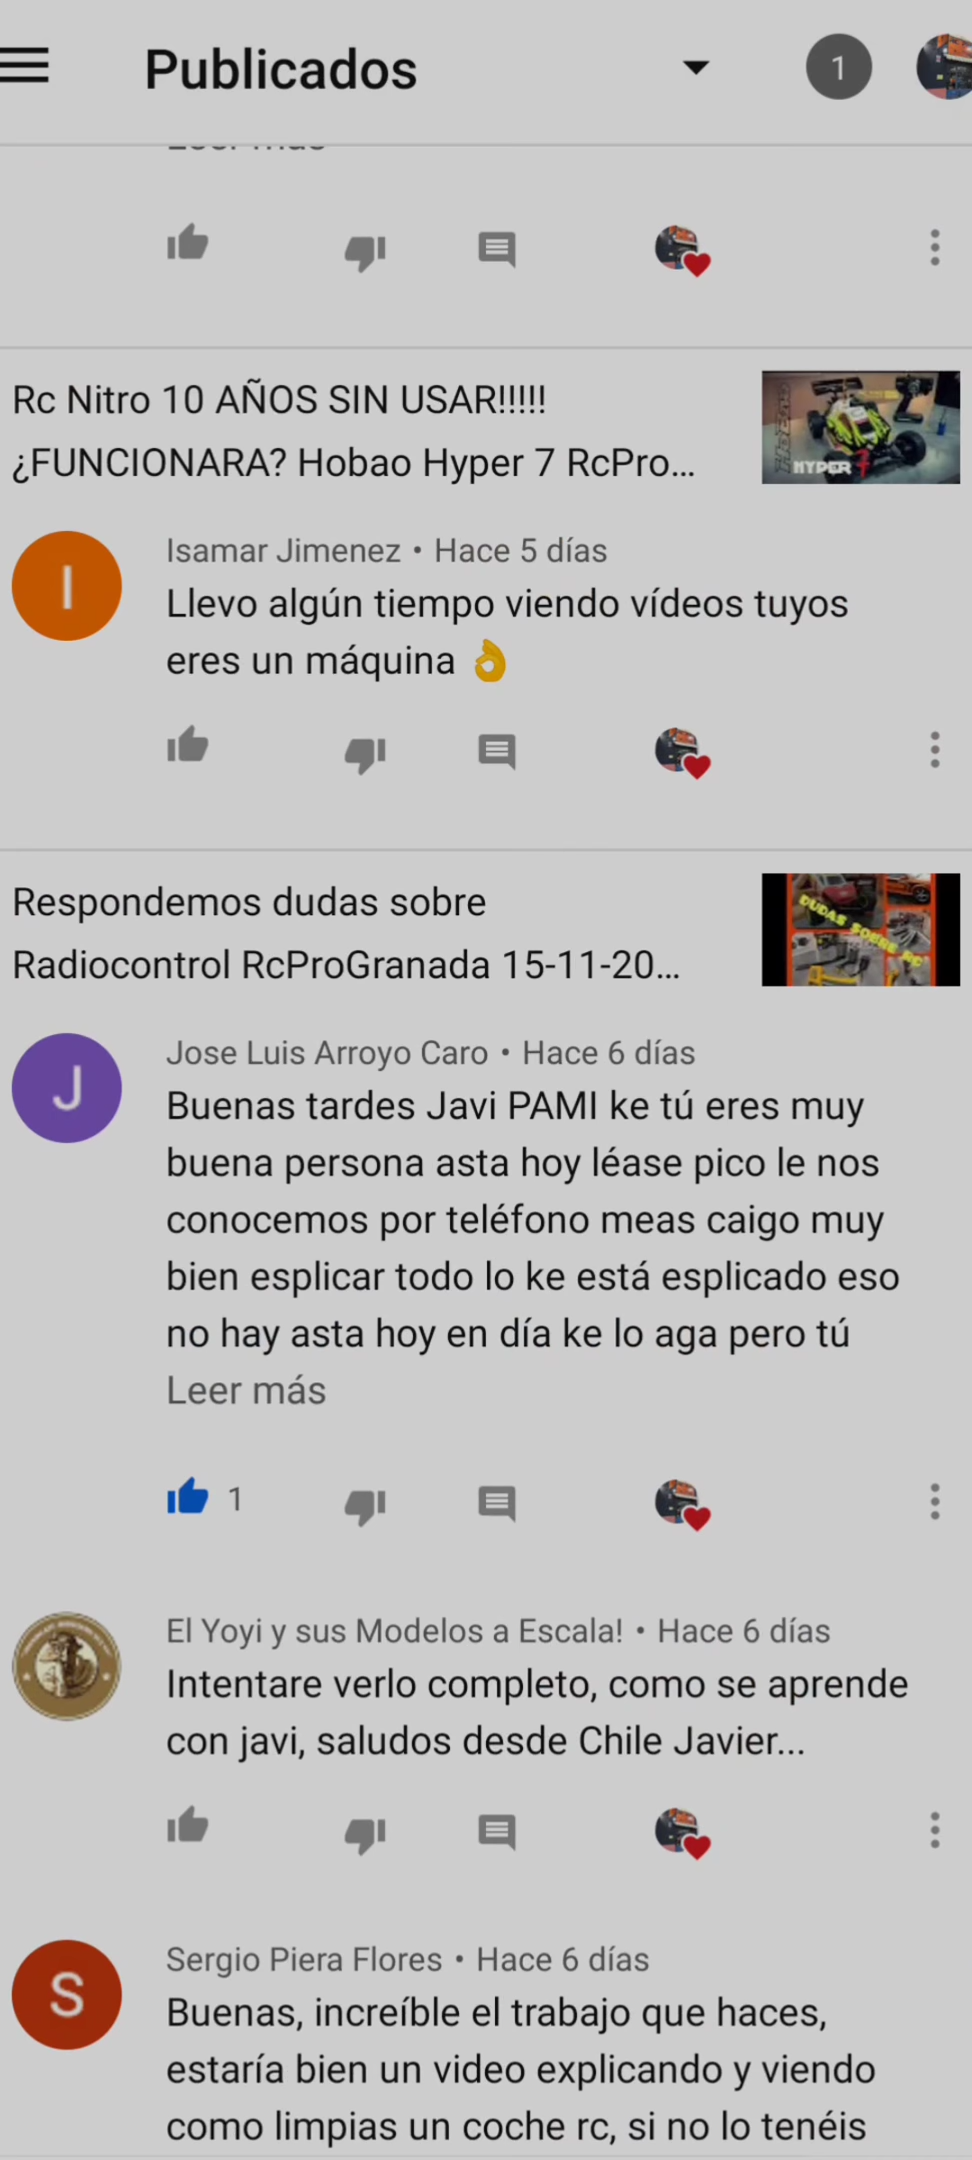 Publicados
1
Rc Nitro 10 AÑOS SIN USAR!!!!!
¿FUNCIONARA? Hobao Hyper 7 RcPro...
HYPER 7
Isamar Jimenez • Hace 5 días
I
Llevo algún tiempo viendo vídeos tuyos
eres un máquina 👌
Respondemos dudas sobre
Radiocontrol RcProGranada 15-11-20...
DUDAS SOBRE RC
Jose Luis Arroyo Caro • Hace 6 días
J
Buenas tardes Javi PAMI ke tú eres muy
buena persona asta hoy léase pico le nos
conocemos por teléfono meas caigo muy
bien esplicar todo lo ke está esplicado eso
no hay asta hoy en día ke lo aga pero tú
Leer más
1
El Yoyi y sus Modelos a Escala! • Hace 6 días
Intentare verlo completo, como se aprende
con javi, saludos desde Chile Javier...
Sergio Piera Flores • Hace 6 días
S
Buenas, increíble el trabajo que haces,
estaría bien un video explicando y viendo
como limpias un coche rc, si no lo tenéis